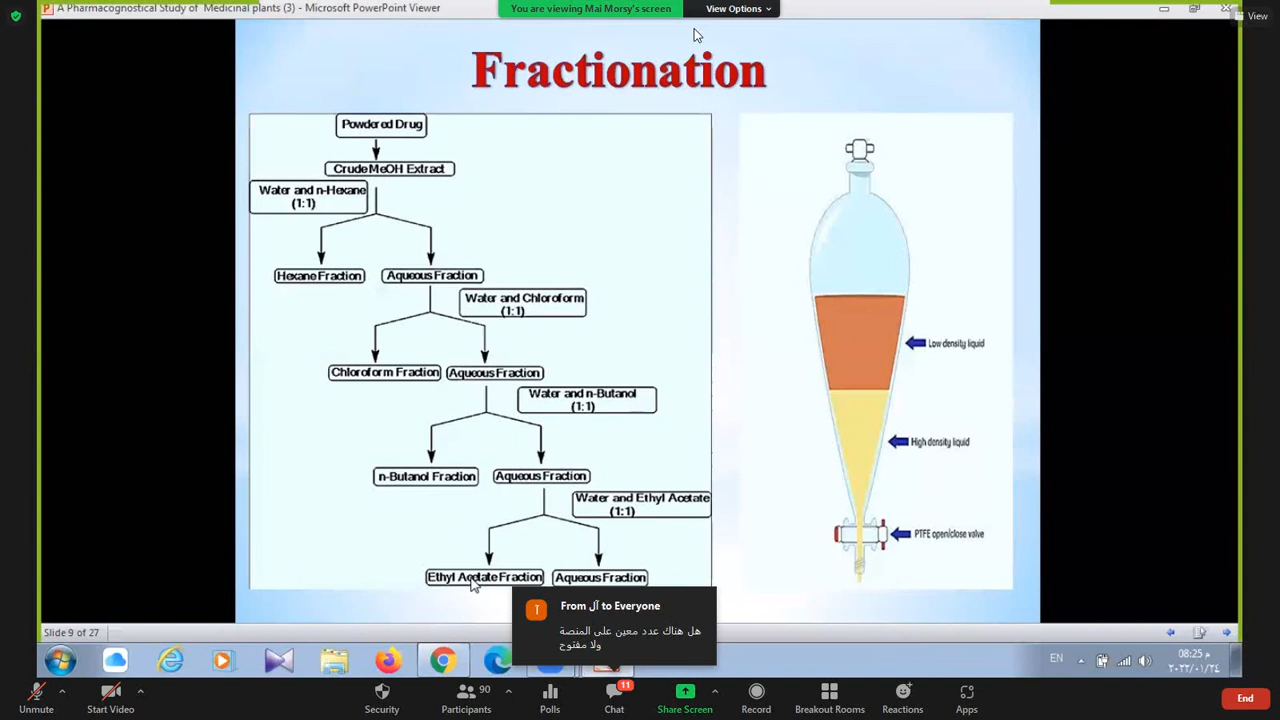 A Pharmacognostical Study of Medicinal plants (3) - Microsoft PowerPoint Viewer
You are viewing Mai Morsy's screen
View Options
View
Fractionation
Powdered Drug
Crude MeOH Extract
Water and n-Hexane
(1:1)
Hexane Fraction
Aqueous Fraction
Water and Chloroform
(1:1)
Chloroform Fraction
Aqueous Fraction
Water and n-Butanol
(1:1)
n-Butanol Fraction
Aqueous Fraction
Water and Ethyl Acetate
(1:1)
Ethyl Acetate Fraction
Aqueous Fraction
Low density liquid
High density liquid
PTFE open/close valve
آ
From آل to Everyone
هل هناك عدد معين على المنصة
ولا مفتوح
Slide 9 of 27
EN
08:25 م
٢٠٢٢/٠١/٢٤
Unmute
Start Video
Security
90
Participants
Polls
11
Chat
Share Screen
Record
Breakout Rooms
Reactions
Apps
End